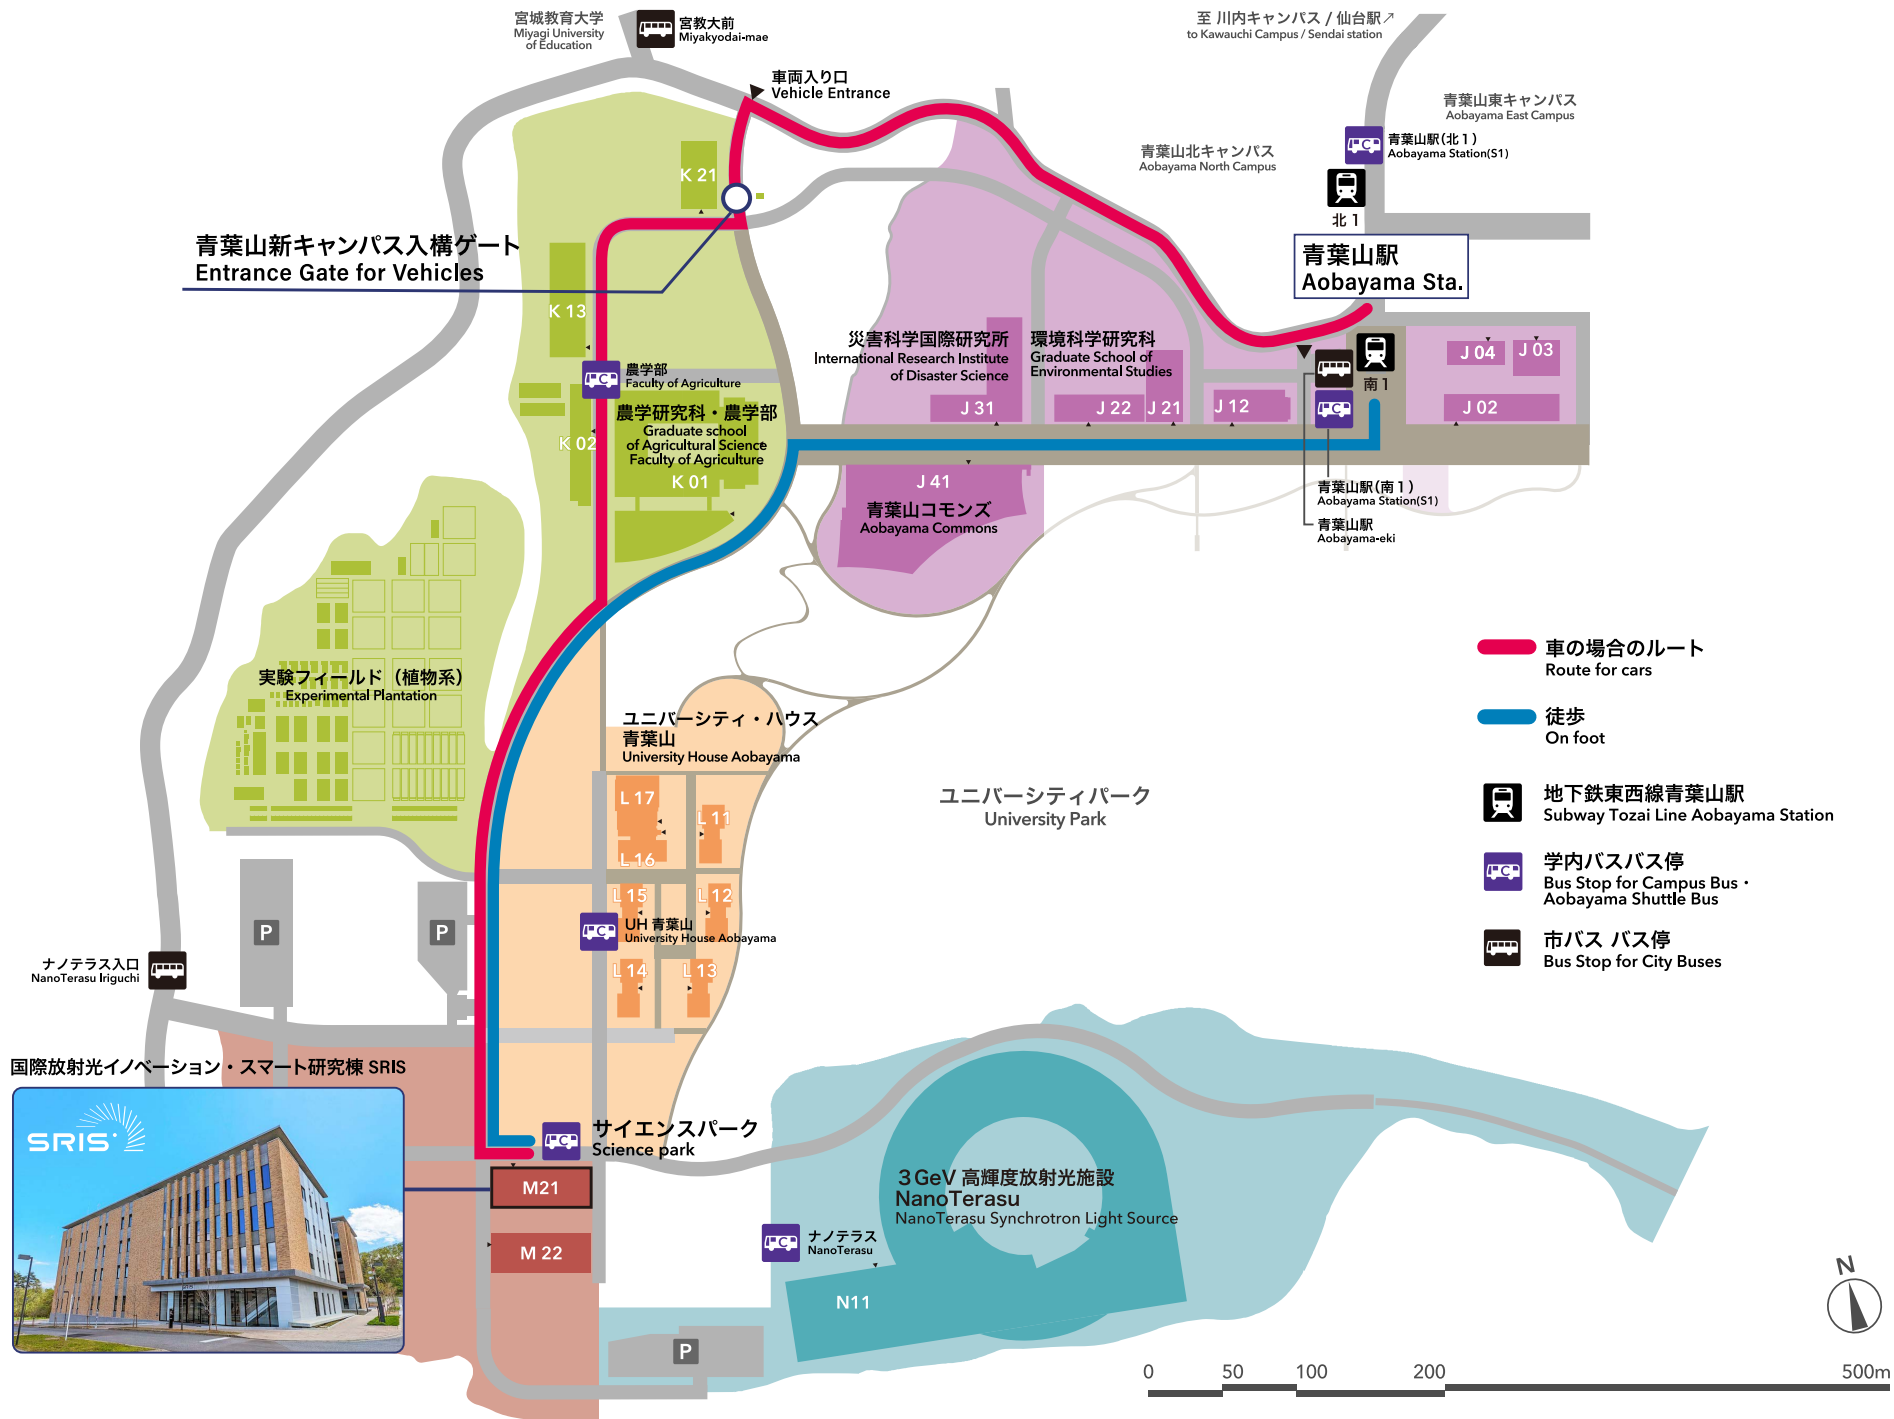 宮城教育大学
Miyagi University
of Education
宮教大前
Miyakyodai-mae
車両入り口
Vehicle Entrance
至 川内キャンパス / 仙台駅↗
to Kawauchi Campus / Sendai station
青葉山東キャンパス
Aobayama East Campus
青葉山駅(北1)
Aobayama Station(S1)
青葉山北キャンパス
Aobayama North Campus
北1
青葉山駅
Aobayama Sta.
K 21
青葉山新キャンパス入構ゲート
Entrance Gate for Vehicles
K 13
農学部
Faculty of Agriculture
農学研究科・農学部
Graduate school
of Agricultural Science
Faculty of Agriculture
K 02
K 01
災害科学国際研究所
International Research Institute
of Disaster Science
環境科学研究科
Graduate School of
Environmental Studies
J 31
J 22
J 21
J 12
南1
J 04
J 03
J 02
J 41
青葉山コモンズ
Aobayama Commons
青葉山駅(南1)
Aobayama Station(S1)
青葉山駅
Aobayama-eki
実験フィールド(植物系)
Experimental Plantation
ユニバーシティ・ハウス
青葉山
University House Aobayama
L 17
L 11
L 16
L 15
L 12
UH 青葉山
University House Aobayama
L 14
L 13
ユニバーシティパーク
University Park
車の場合のルート
Route for cars
徒歩
On foot
地下鉄東西線青葉山駅
Subway Tozai Line Aobayama Station
学内バスバス停
Bus Stop for Campus Bus・
Aobayama Shuttle Bus
市バス バス停
Bus Stop for City Buses
P
P
ナノテラス入口
NanoTerasu Iriguchi
国際放射光イノベーション・スマート研究棟 SRIS
SRIS
サイエンスパーク
Science park
M21
M 22
3GeV 高輝度放射光施設
NanoTerasu
NanoTerasu Synchrotron Light Source
ナノテラス
NanoTerasu
N11
P
N
0 50 100 200 500m